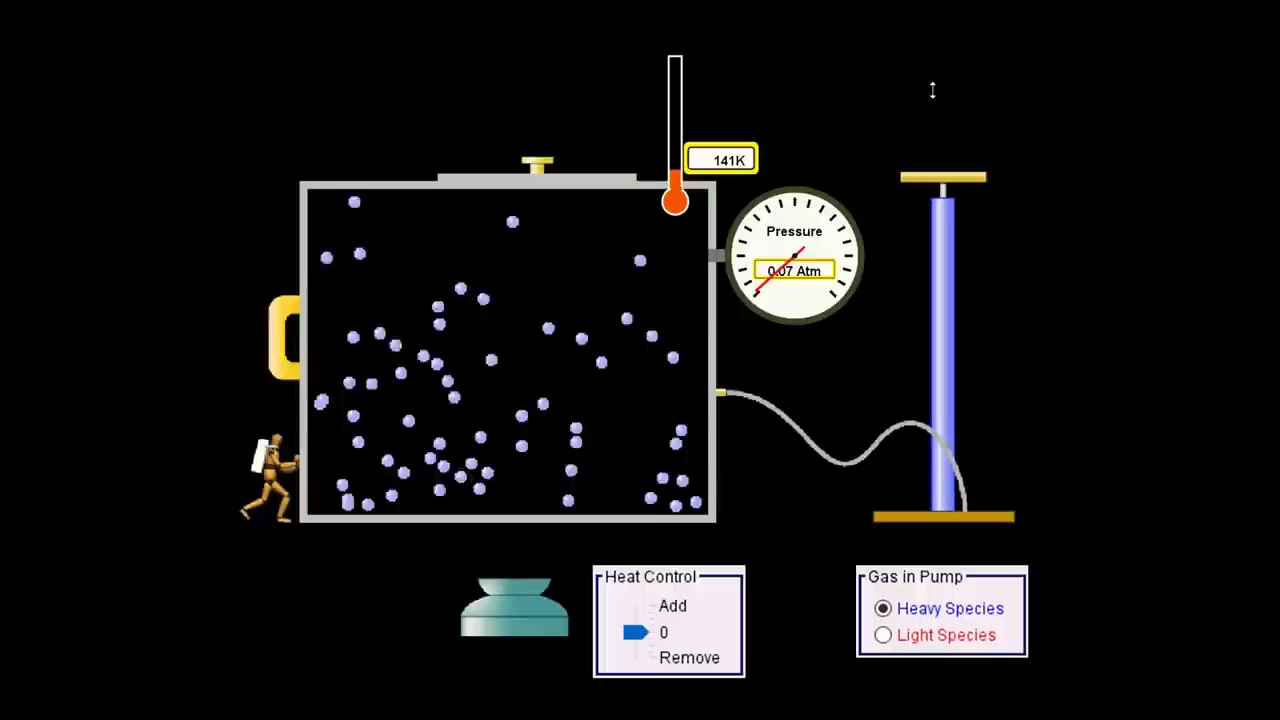 141K
Pressure
0.07 Atm
Heat Control
Add
0
Remove
Gas in Pump
Heavy Species
Light Species